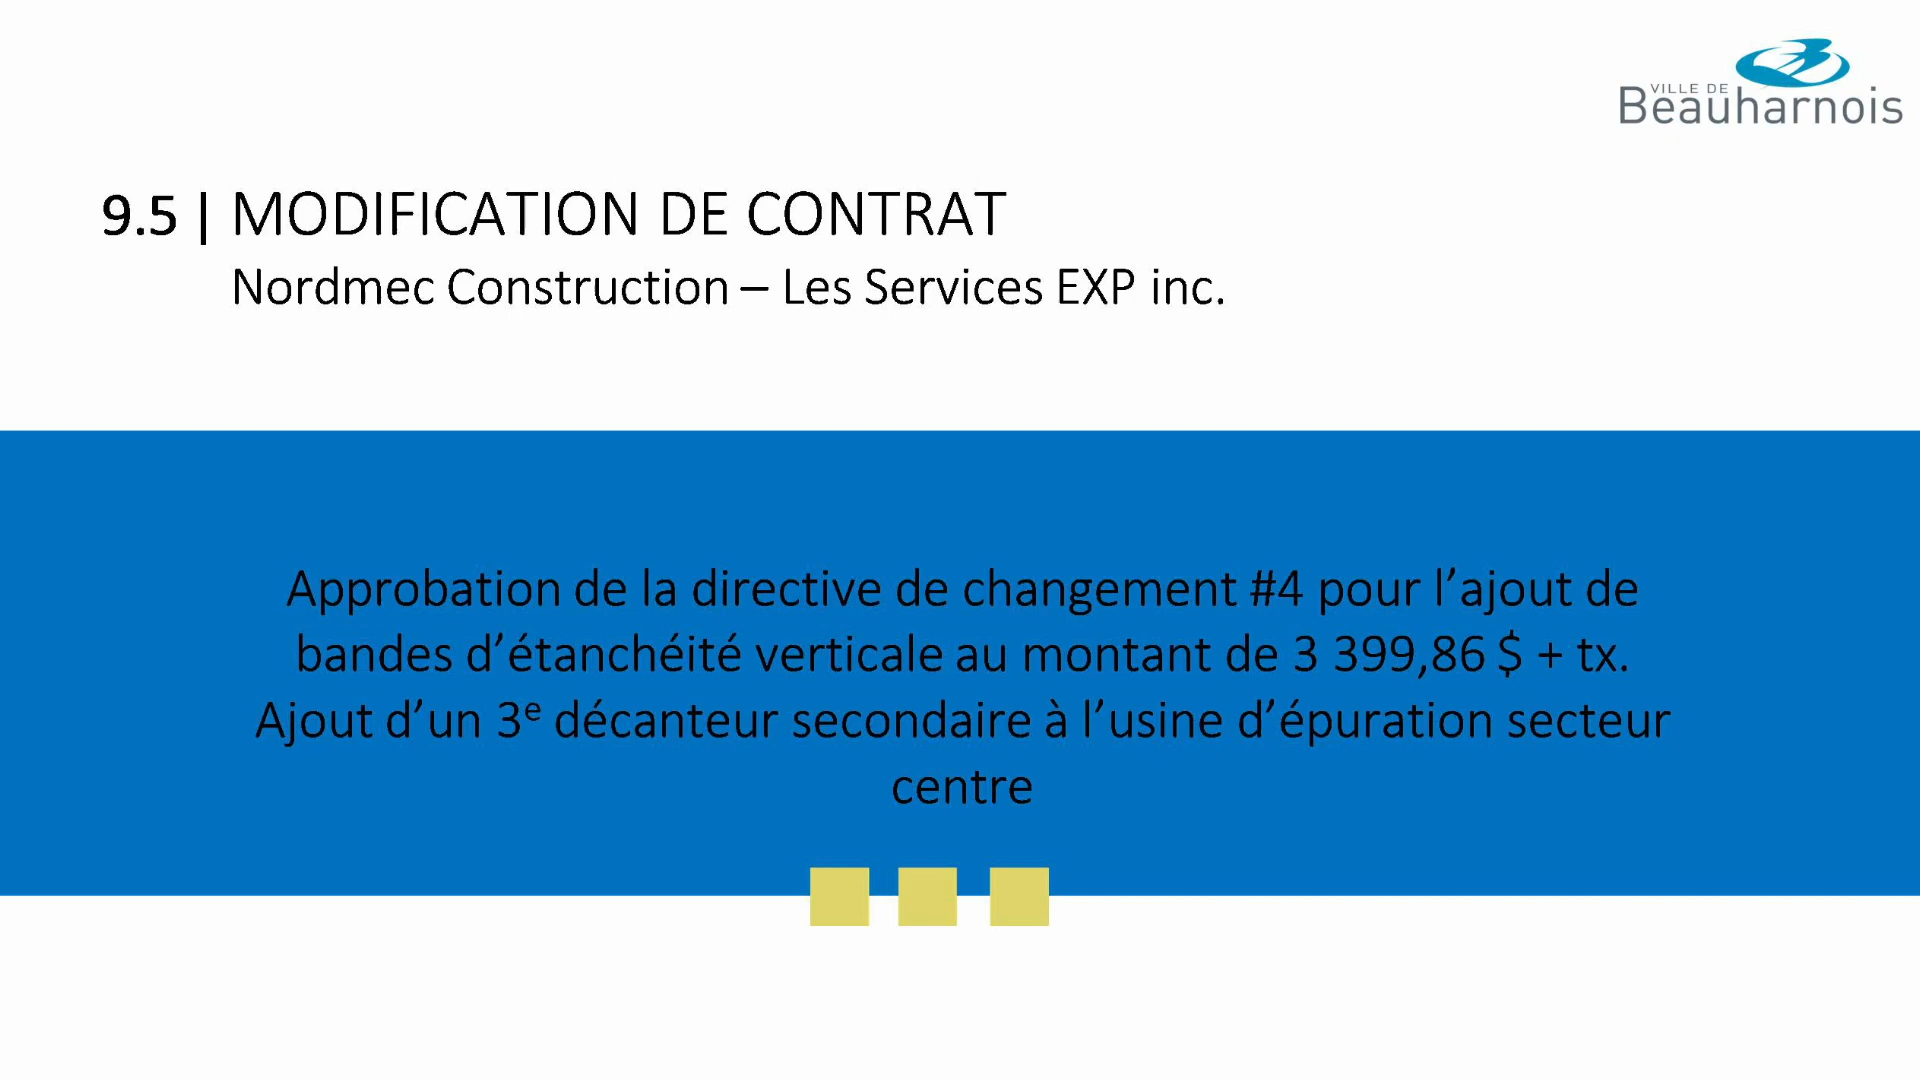 VILLE DE
Beauharnois
9.5 | MODIFICATION DE CONTRAT
Nordmec Construction – Les Services EXP inc.
Approbation de la directive de changement #4 pour l’ajout de
bandes d’étanchéité verticale au montant de 3 399,86 $ + tx.
Ajout d’un 3e décanteur secondaire à l’usine d’épuration secteur
centre